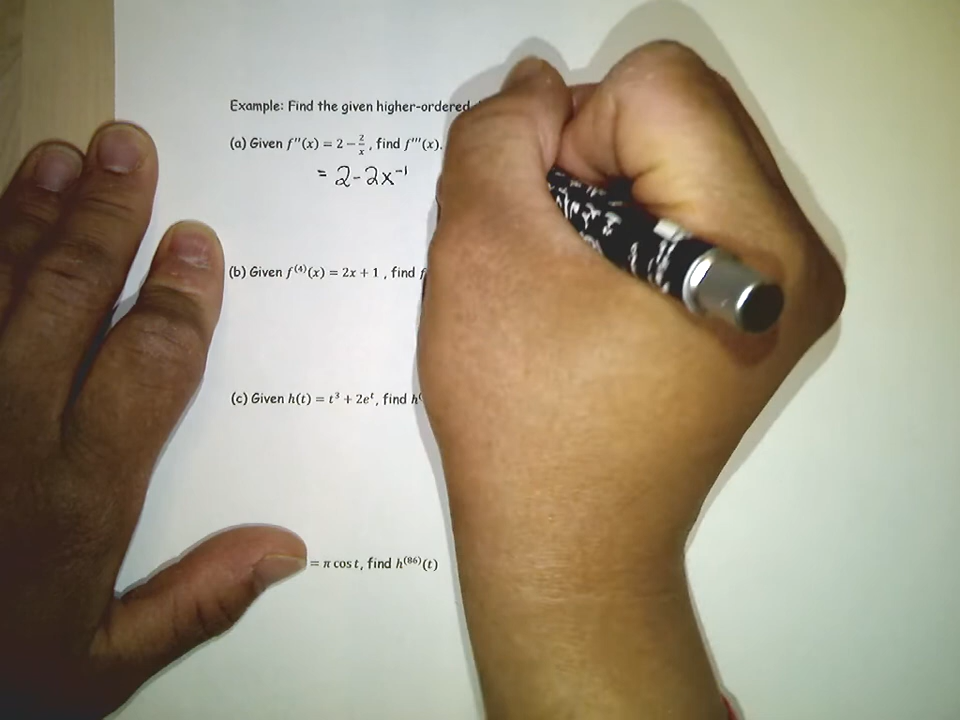 Example: Find the given higher-ordered
(a) Given f''(x) = 2 − 2/x , find f'''(x).
= 2 - 2x⁻¹
(b) Given f⁽⁴⁾(x) = 2x + 1 , find f
(c) Given h(t) = t³ + 2eᵗ, find h
= π cos t, find h⁽⁸⁶⁾(t)